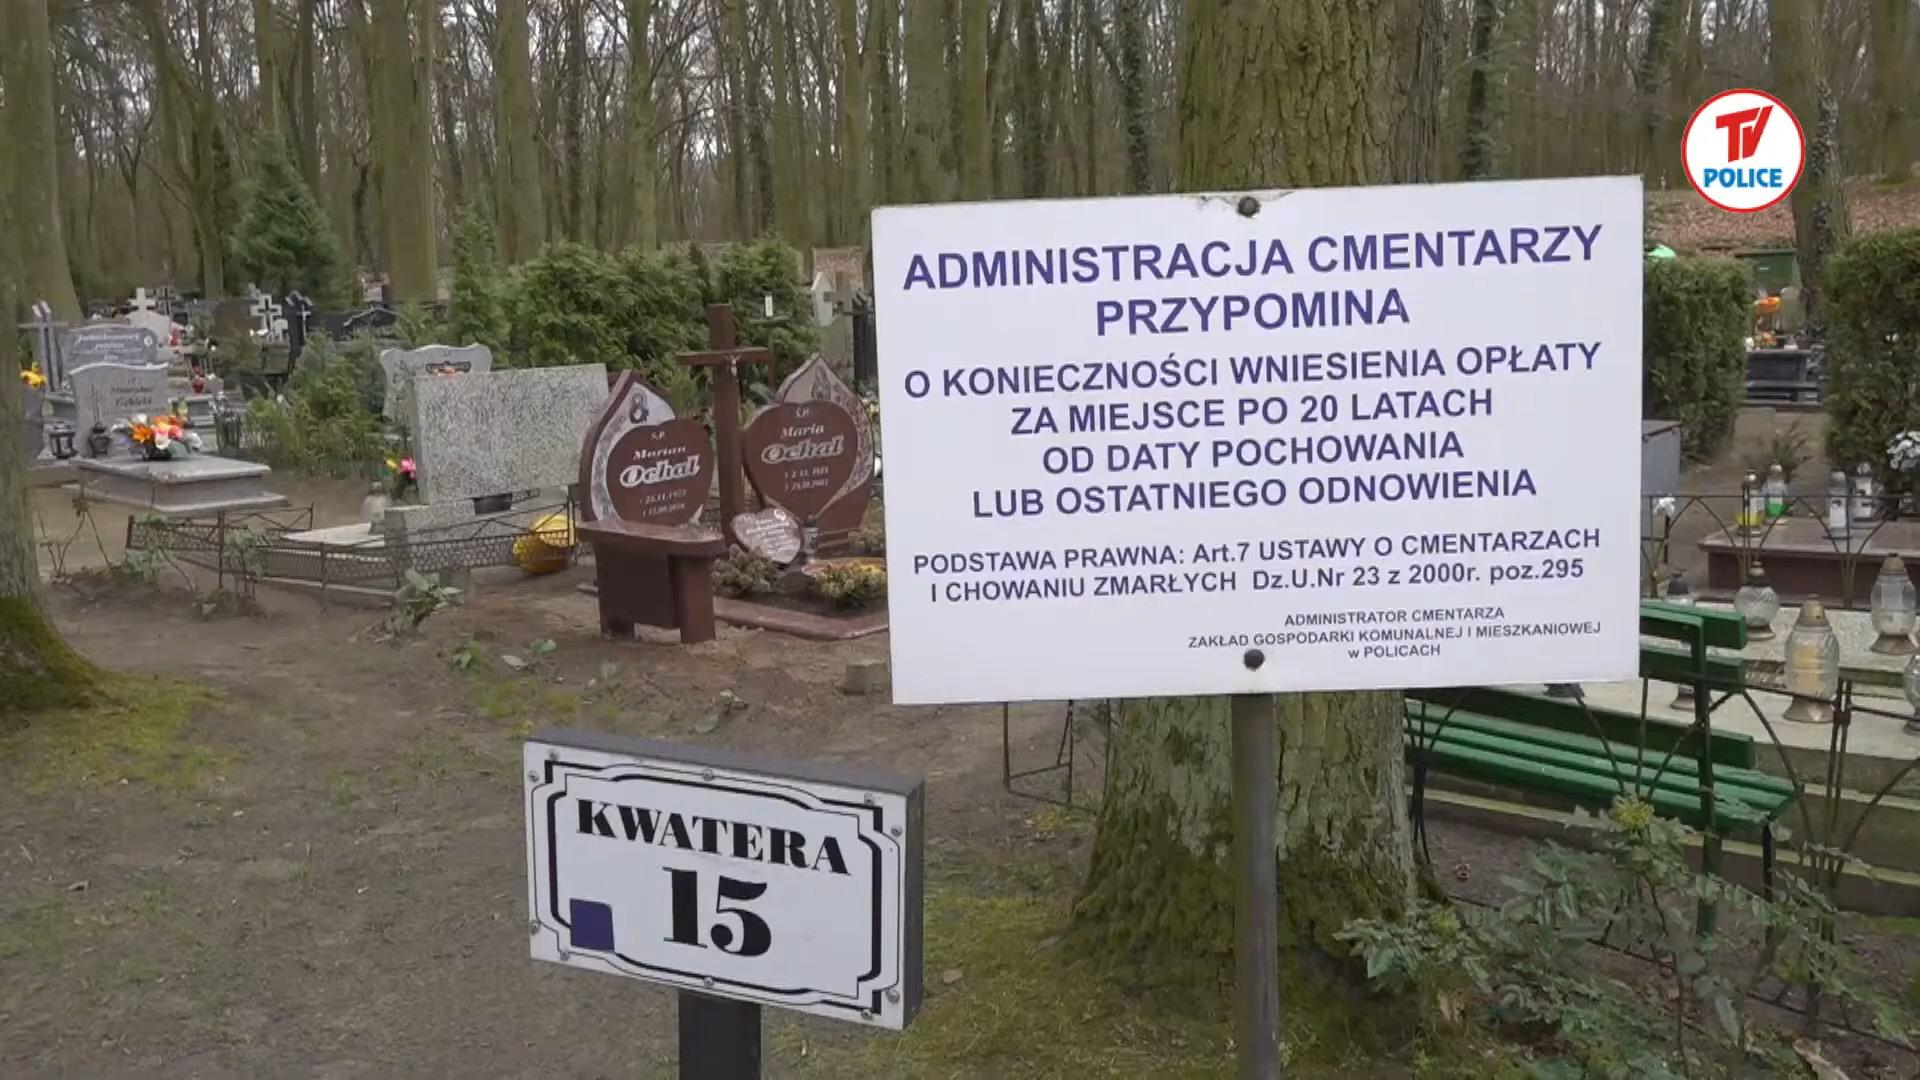 TV
POLICE
ADMINISTRACJA CMENTARZY
PRZYPOMINA
O KONIECZNOŚCI WNIESIENIA OPŁATY
ZA MIEJSCE PO 20 LATACH
OD DATY POCHOWANIA
LUB OSTATNIEGO ODNOWIENIA
PODSTAWA PRAWNA: Art.7 USTAWY O CMENTARZACH
I CHOWANIU ZMARŁYCH Dz.U.Nr 23 z 2000r. poz.295
ADMINISTRATOR CMENTARZA
ZAKŁAD GOSPODARKI KOMUNALNEJ I MIESZKANIOWEJ
w POLICACH
Ś.P.
Marian
Ochal
Ś.P.
Maria
Ochal
KWATERA
15